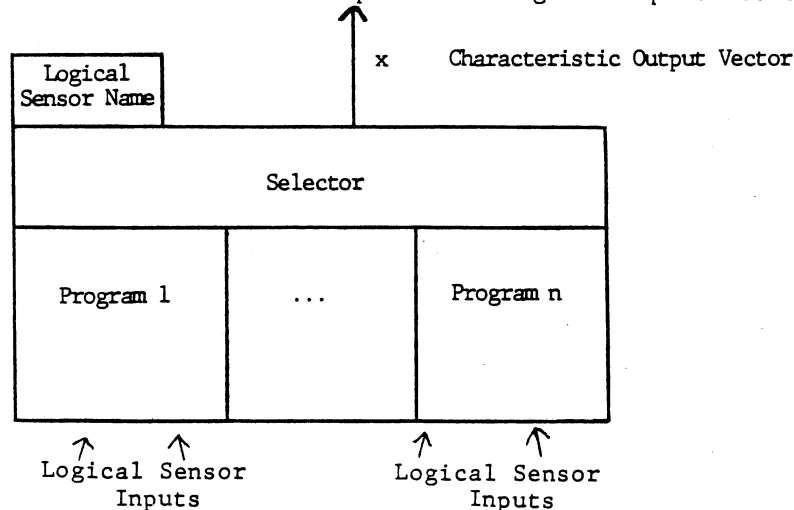 x Characteristic Output Vector
Logical
Sensor Name
Selector
Program 1 ... Program n
Logical Sensor Logical Sensor
Inputs Inputs